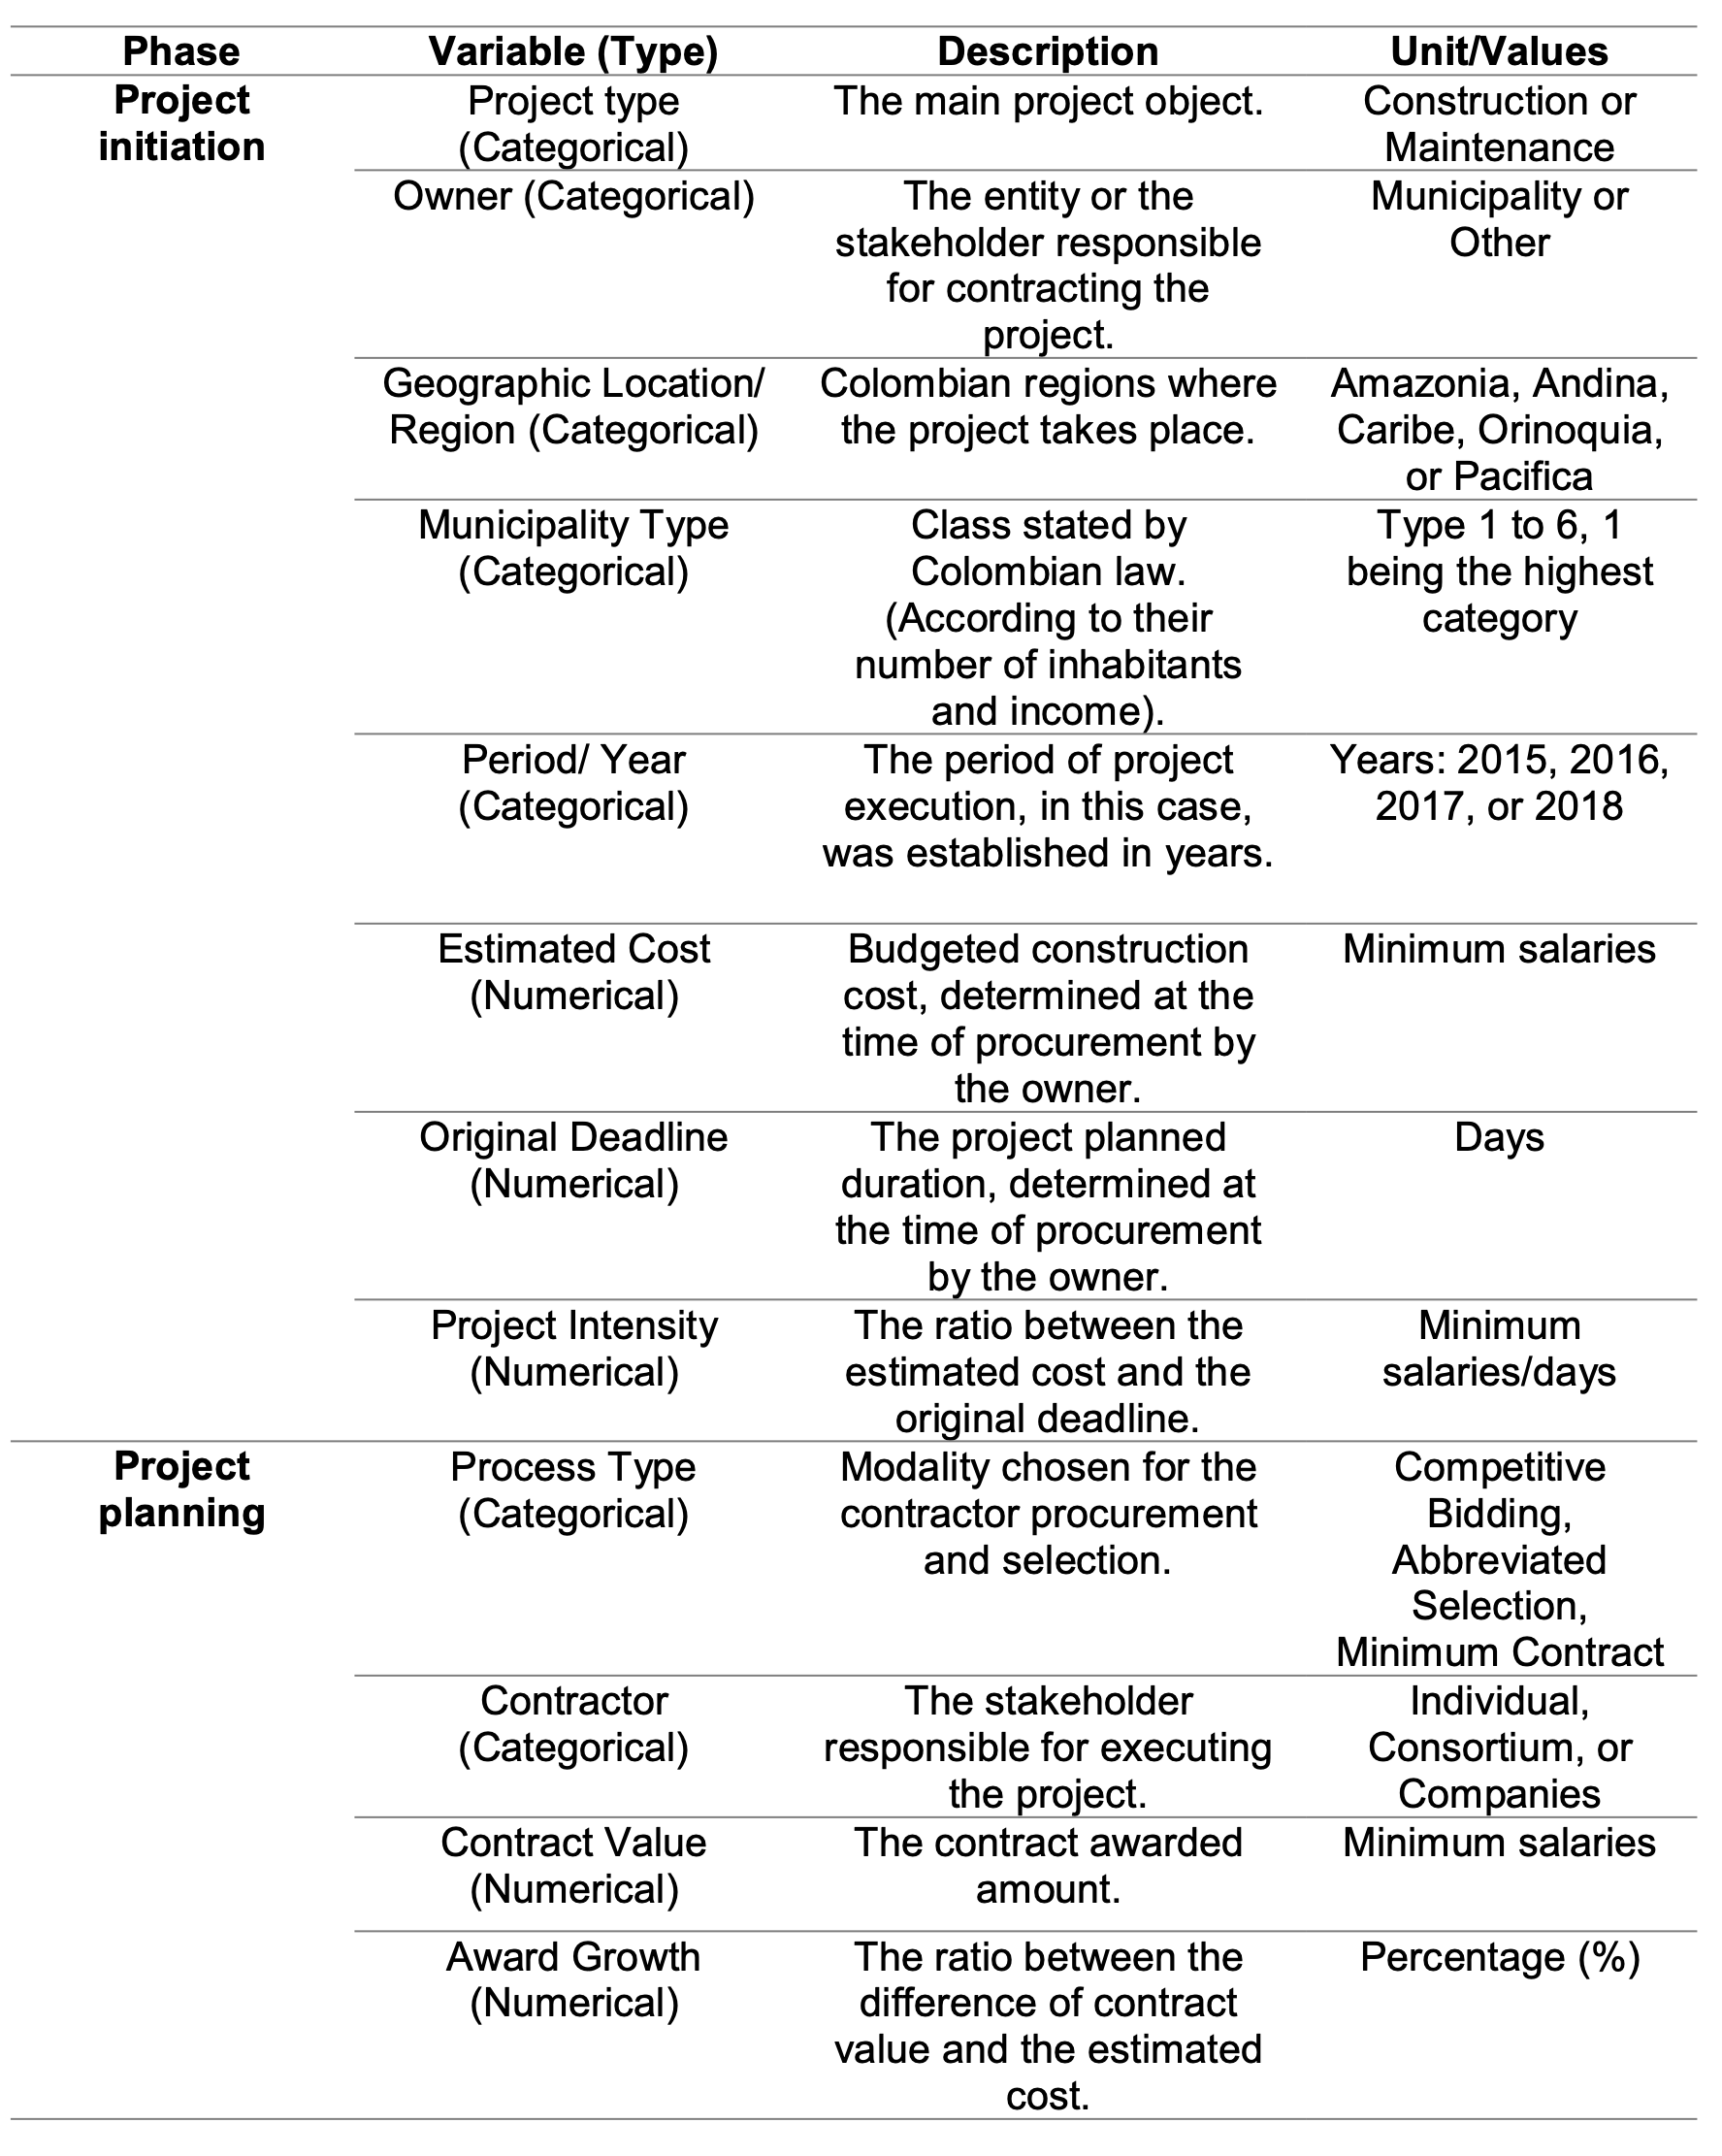 Phase Variable (Type) Description Unit/Values
Project initiation
Project type (Categorical)
The main project object.
Construction or Maintenance
Owner (Categorical)
The entity or the stakeholder responsible for contracting the project.
Municipality or Other
Geographic Location/ Region (Categorical)
Colombian regions where the project takes place.
Amazonia, Andina, Caribe, Orinoquia, or Pacifica
Municipality Type (Categorical)
Class stated by Colombian law. (According to their number of inhabitants and income).
Type 1 to 6, 1 being the highest category
Period/ Year (Categorical)
The period of project execution, in this case, was established in years.
Years: 2015, 2016, 2017, or 2018
Estimated Cost (Numerical)
Budgeted construction cost, determined at the time of procurement by the owner.
Minimum salaries
Original Deadline (Numerical)
The project planned duration, determined at the time of procurement by the owner.
Days
Project Intensity (Numerical)
The ratio between the estimated cost and the original deadline.
Minimum salaries/days
Project planning
Process Type (Categorical)
Modality chosen for the contractor procurement and selection.
Competitive Bidding, Abbreviated Selection, Minimum Contract
Contractor (Categorical)
The stakeholder responsible for executing the project.
Individual, Consortium, or Companies
Contract Value (Numerical)
The contract awarded amount.
Minimum salaries
Award Growth (Numerical)
The ratio between the difference of contract value and the estimated cost.
Percentage (%)